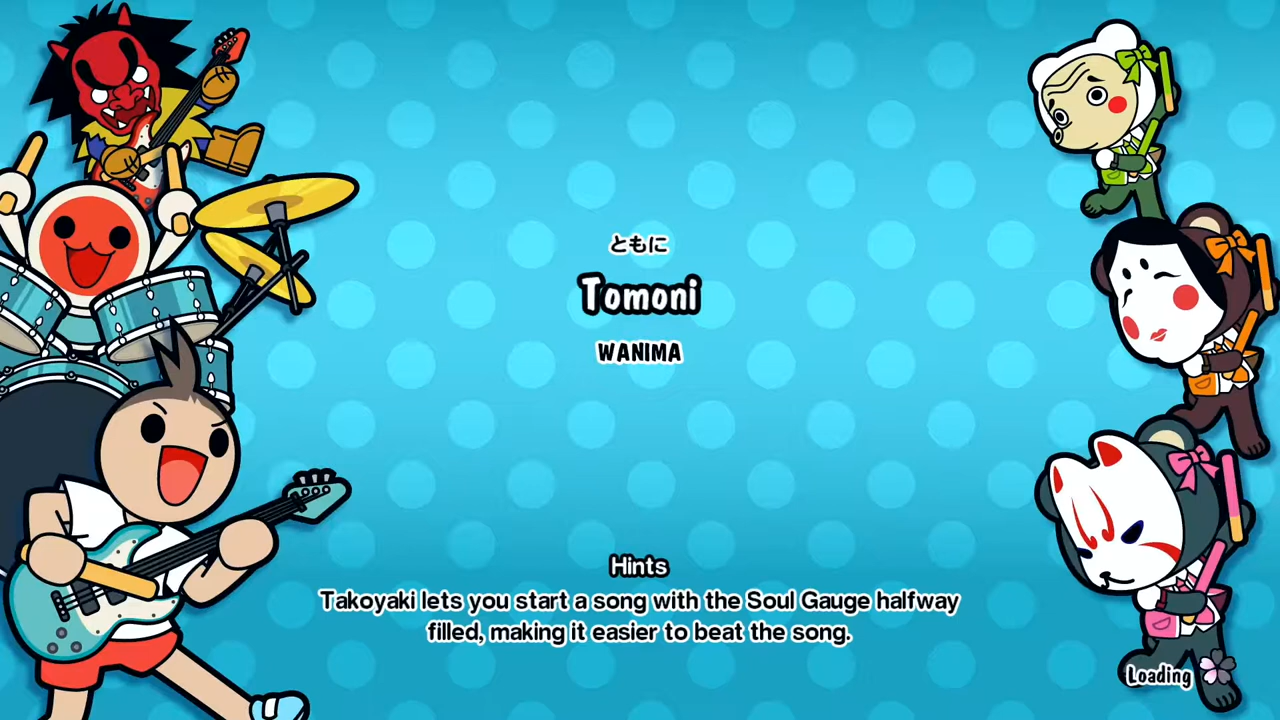 ともに
Tomoni
WANIMA
Hints
Takoyaki lets you start a song with the Soul Gauge halfway
filled, making it easier to beat the song.
Loading